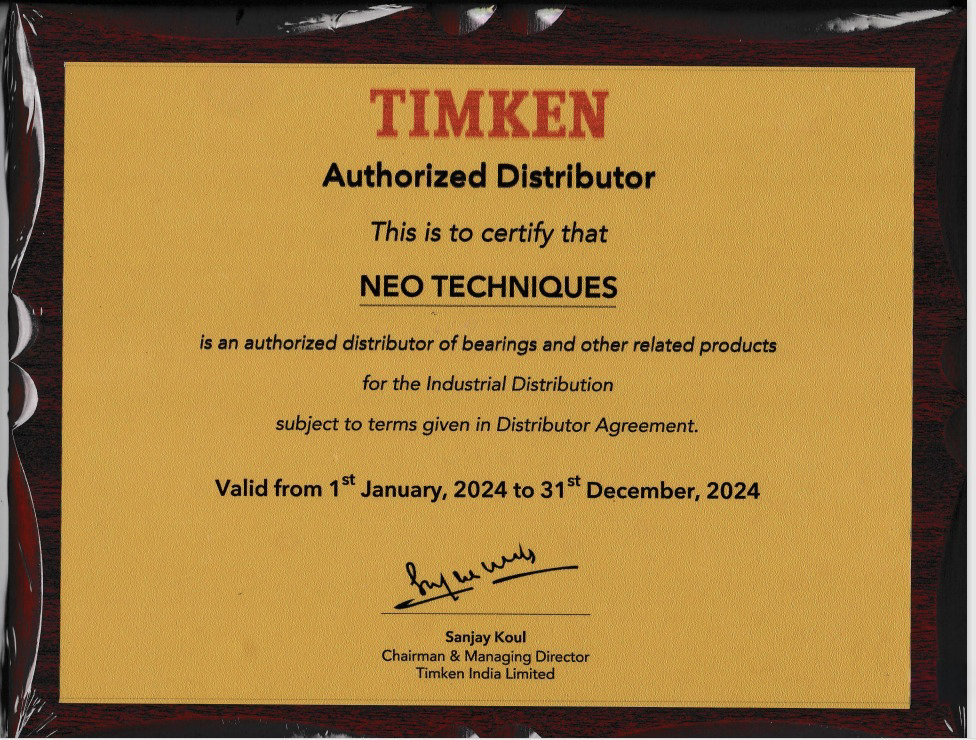 TIMKEN
Authorized Distributor
This is to certify that
NEO TECHNIQUES
is an authorized distributor of bearings and other related products
for the Industrial Distribution
subject to terms given in Distributor Agreement.
Valid from 1st January, 2024 to 31st December, 2024
Sanjay Koul
Chairman & Managing Director
Timken India Limited